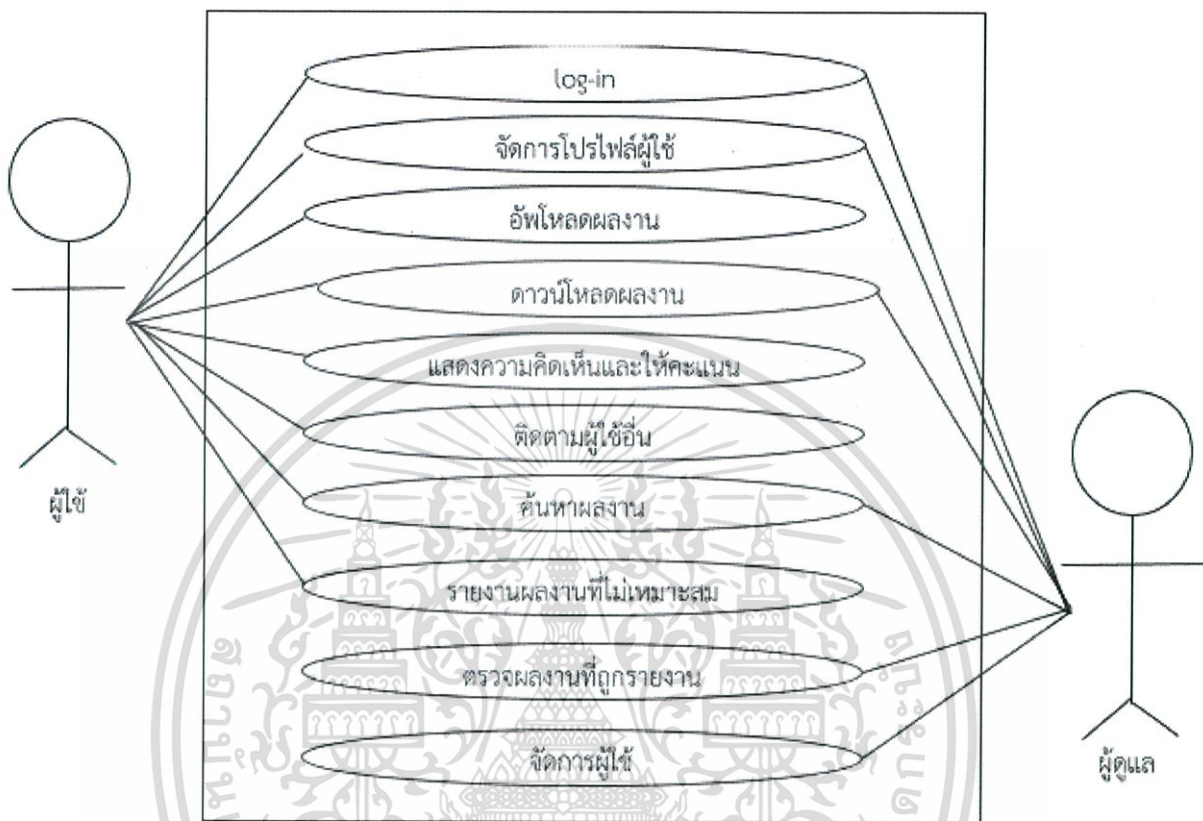 log-in
จัดการโปรไฟล์ผู้ใช้
อัพโหลดผลงาน
ดาวน์โหลดผลงาน
แสดงความคิดเห็นและให้คะแนน
ติดตามผู้ใช้อื่น
ค้นหาผลงาน
รายงานผลงานที่ไม่เหมาะสม
ตรวจผลงานที่ถูกรายงาน
จัดการผู้ใช้
ผู้ใช้
ผู้ดูแล